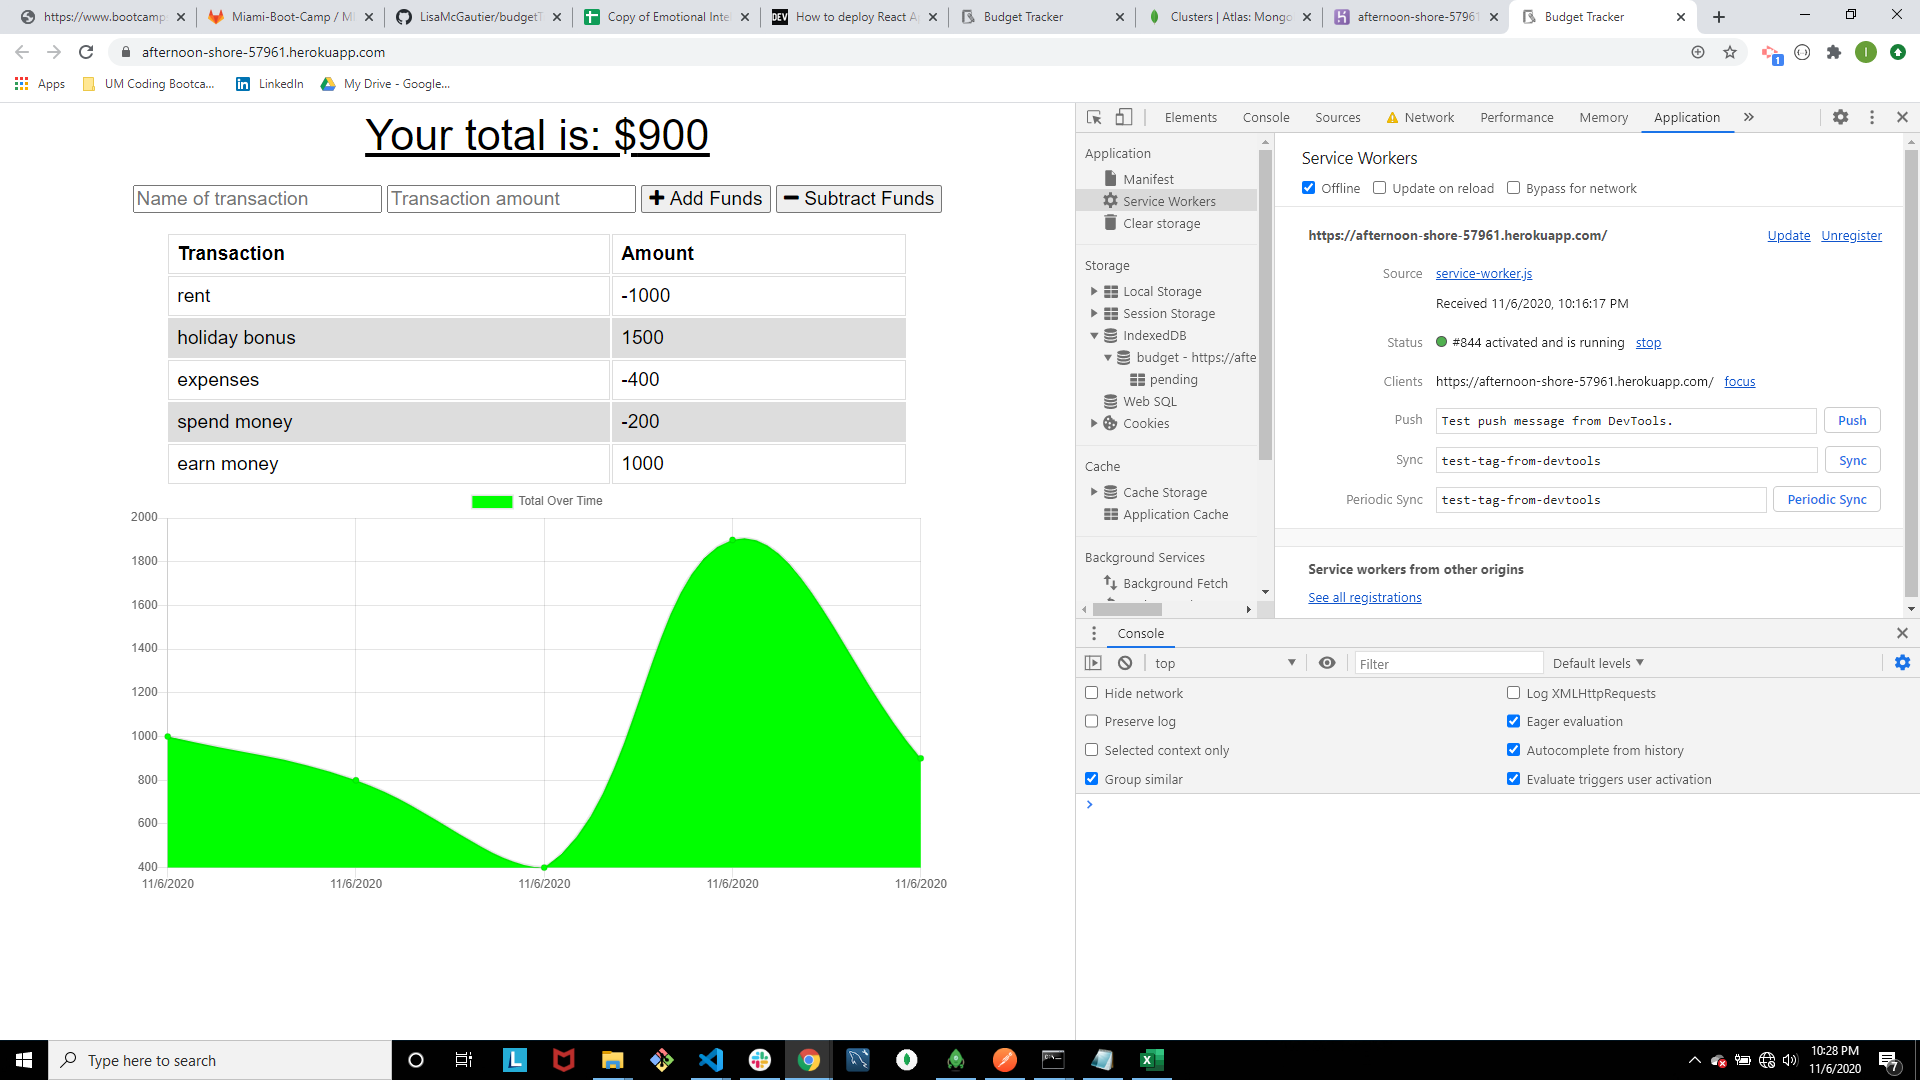 https://www.bootcamp
Miami-Boot-Camp / MI
LisaMcGautier/budgetT
Copy of Emotional Inte
DEV
How to deploy React A
Budget Tracker
Clusters | Atlas: Mongo
afternoon-shore-57961
Budget Tracker
afternoon-shore-57961.herokuapp.com
1
I
Apps
UM Coding Bootca...
LinkedIn
My Drive - Google...
Your total is: $900
Name of transaction
Transaction amount
Add Funds
Subtract Funds
Transaction Amount
rent -1000
holiday bonus 1500
expenses -400
spend money -200
earn money 1000
Total Over Time
2000
1800
1600
1400
1200
1000
800
600
400
11/6/2020 11/6/2020 11/6/2020 11/6/2020 11/6/2020
Elements Console Sources Network Performance Memory Application
Application
Manifest
Service Workers
Clear storage
Storage
Local Storage
Session Storage
IndexedDB
budget - https://afte
pending
Web SQL
Cookies
Cache
Cache Storage
Application Cache
Background Services
Background Fetch
Service Workers
Offline Update on reload Bypass for network
https://afternoon-shore-57961.herokuapp.com/ Update Unregister
Source service-worker.js
Received 11/6/2020, 10:16:17 PM
Status #844 activated and is running stop
Clients https://afternoon-shore-57961.herokuapp.com/ focus
Push Test push message from DevTools. Push
Sync test-tag-from-devtools Sync
Periodic Sync test-tag-from-devtools Periodic Sync
Service workers from other origins
See all registrations
Console
top Filter Default levels
Hide network Log XMLHttpRequests
Preserve log Eager evaluation
Selected context only Autocomplete from history
Group similar Evaluate triggers user activation
Type here to search
L
10:28 PM
11/6/2020
7